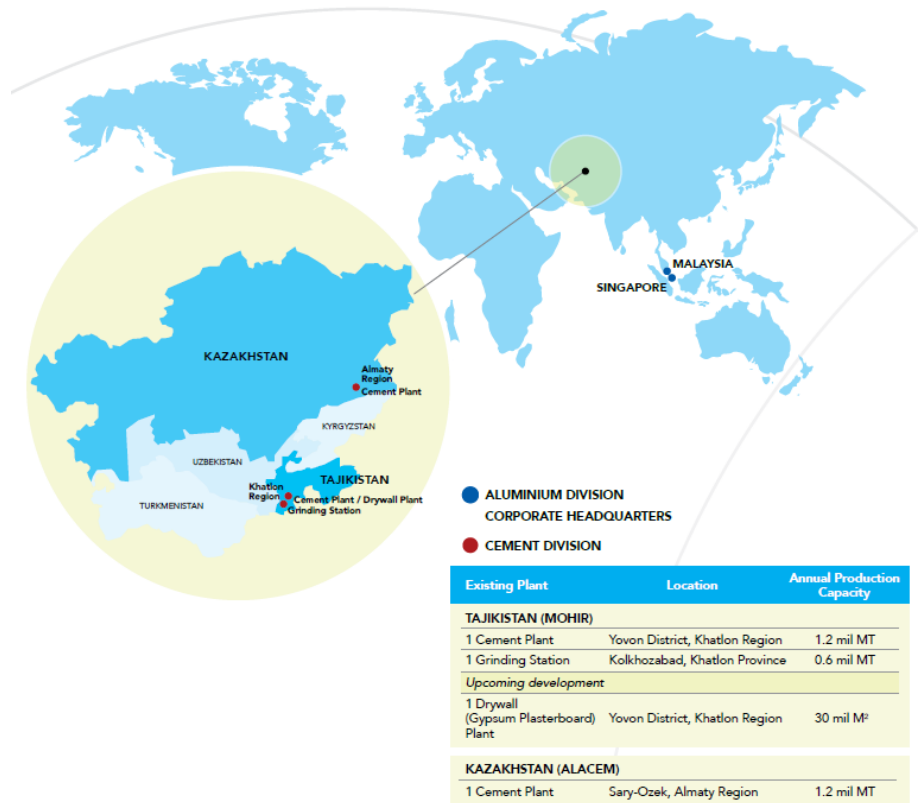 MALAYSIA
SINGAPORE
KAZAKHSTAN
Almaty
Region
Cement Plant
KYRGYZSTAN
UZBEKISTAN
TAJIKISTAN
Khatlon
Region
Cement Plant / Drywall Plant
Grinding Station
TURKMENISTAN
ALUMINIUM DIVISION
CORPORATE HEADQUARTERS
CEMENT DIVISION
Existing Plant Location Annual Production Capacity
TAJIKISTAN (MOHIR)
1 Cement Plant Yovon District, Khatlon Region 1.2 mil MT
1 Grinding Station Kolkhozabad, Khatlon Province 0.6 mil MT
Upcoming development
1 Drywall
(Gypsum Plasterboard) Yovon District, Khatlon Region 30 mil M²
Plant
KAZAKHSTAN (ALACEM)
1 Cement Plant Sary-Ozek, Almaty Region 1.2 mil MT